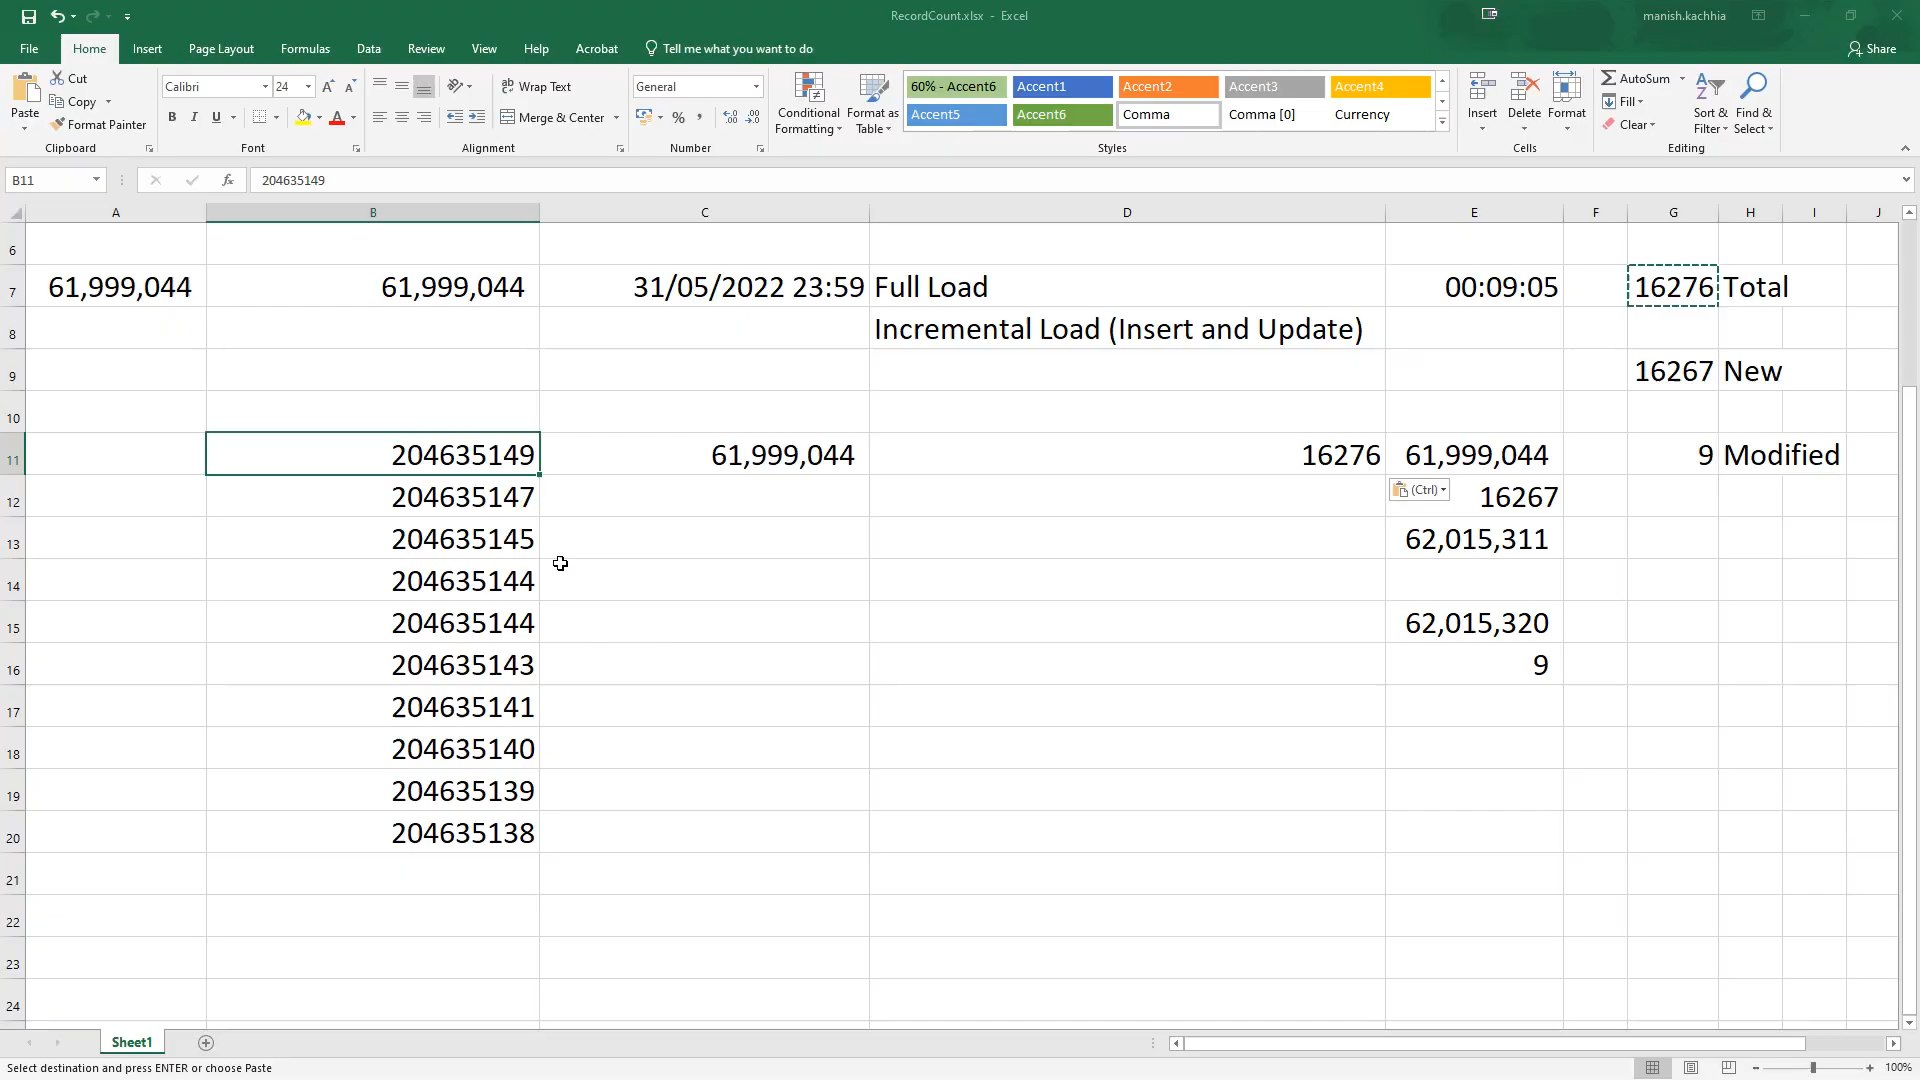 RecordCount.xlsx - Excel
manish.kachhia
File Home Insert Page Layout Formulas Data Review View Help Acrobat Tell me what you want to do Share
Paste
Cut
Copy
Format Painter
Clipboard
Calibri 24
B I U
Font
Wrap Text
Merge & Center
Alignment
General
%
Number
Conditional Formatting
Format as Table
60% - Accent6 Accent1 Accent2 Accent3 Accent4
Accent5 Accent6 Comma Comma [0] Currency
Styles
Insert Delete Format
Cells
AutoSum
Fill
Clear
Sort & Filter
Find & Select
Editing
B11 fx 204635149
A B C D E F G H I J
6
7 61,999,044 61,999,044 31/05/2022 23:59 Full Load 00:09:05 16276 Total
8 Incremental Load (Insert and Update)
9 16267 New
10
11 204635149 61,999,044 16276 61,999,044 9 Modified
12 204635147 (Ctrl) 16267
13 204635145 62,015,311
14 204635144
15 204635144 62,015,320
16 204635143 9
17 204635141
18 204635140
19 204635139
20 204635138
21
22
23
24
Sheet1
Select destination and press ENTER or choose Paste
100%